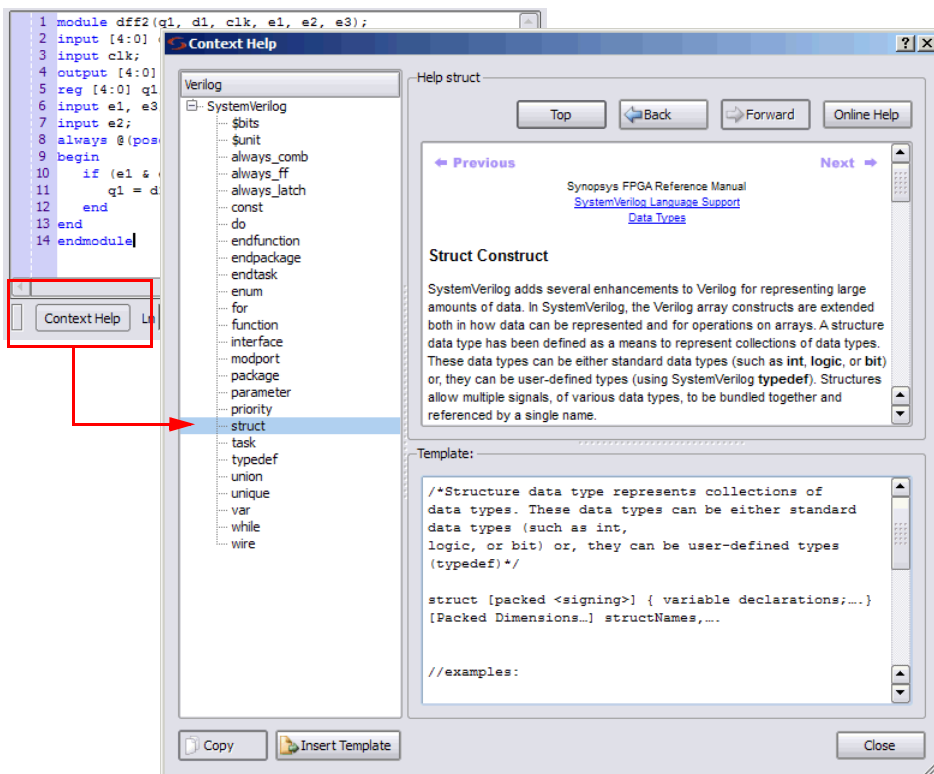 1 module dff2(q1, d1, clk, e1, e2, e3);
2 input [4:0]
3 input clk;
4 output [4:0]
5 reg [4:0] q1
6 input e1, e3
7 input e2;
8 always @(pos
9 begin
10 if (e1 &
11 q1 = d
12 end
13 end
14 endmodule
Context Help
Context Help
Verilog
SystemVerilog
$bits
$unit
always_comb
always_ff
always_latch
const
do
endfunction
endpackage
endtask
enum
for
function
interface
modport
package
parameter
priority
struct
task
typedef
union
unique
var
while
wire
Copy
Insert Template
Help struct
Top
Back
Forward
Online Help
Previous
Next
Synopsys FPGA Reference Manual
SystemVerilog Language Support
Data Types
Struct Construct
SystemVerilog adds several enhancements to Verilog for representing large
amounts of data. In SystemVerilog, the Verilog array constructs are extended
both in how data can be represented and for operations on arrays. A structure
data type has been defined as a means to represent collections of data types.
These data types can be either standard data types (such as int, logic, or bit)
or, they can be user-defined types (using SystemVerilog typedef). Structures
allow multiple signals, of various data types, to be bundled together and
referenced by a single name.
Template:
/*Structure data type represents collections of
data types. These data types can be either standard
data types (such as int,
logic, or bit) or, they can be user-defined types
(typedef)*/
struct [packed <signing>] { variable declarations;….}
[Packed Dimensions…] structNames,….
//examples:
Close